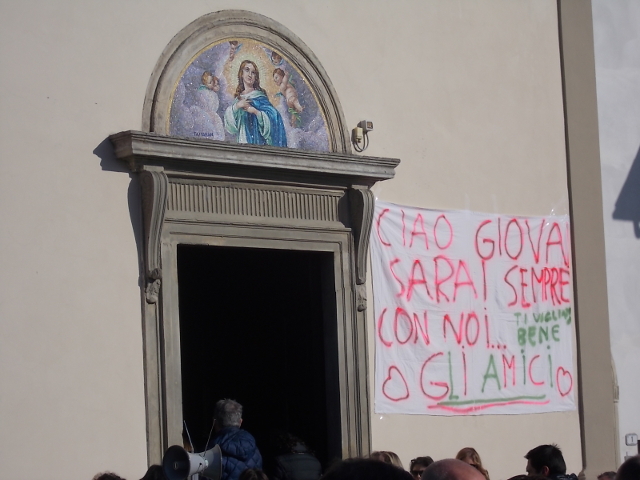 CIAO GIOVA
SARAI SEMPRE
CON NOI...
TI VOGLIAMO
BENE
GLI AMICI